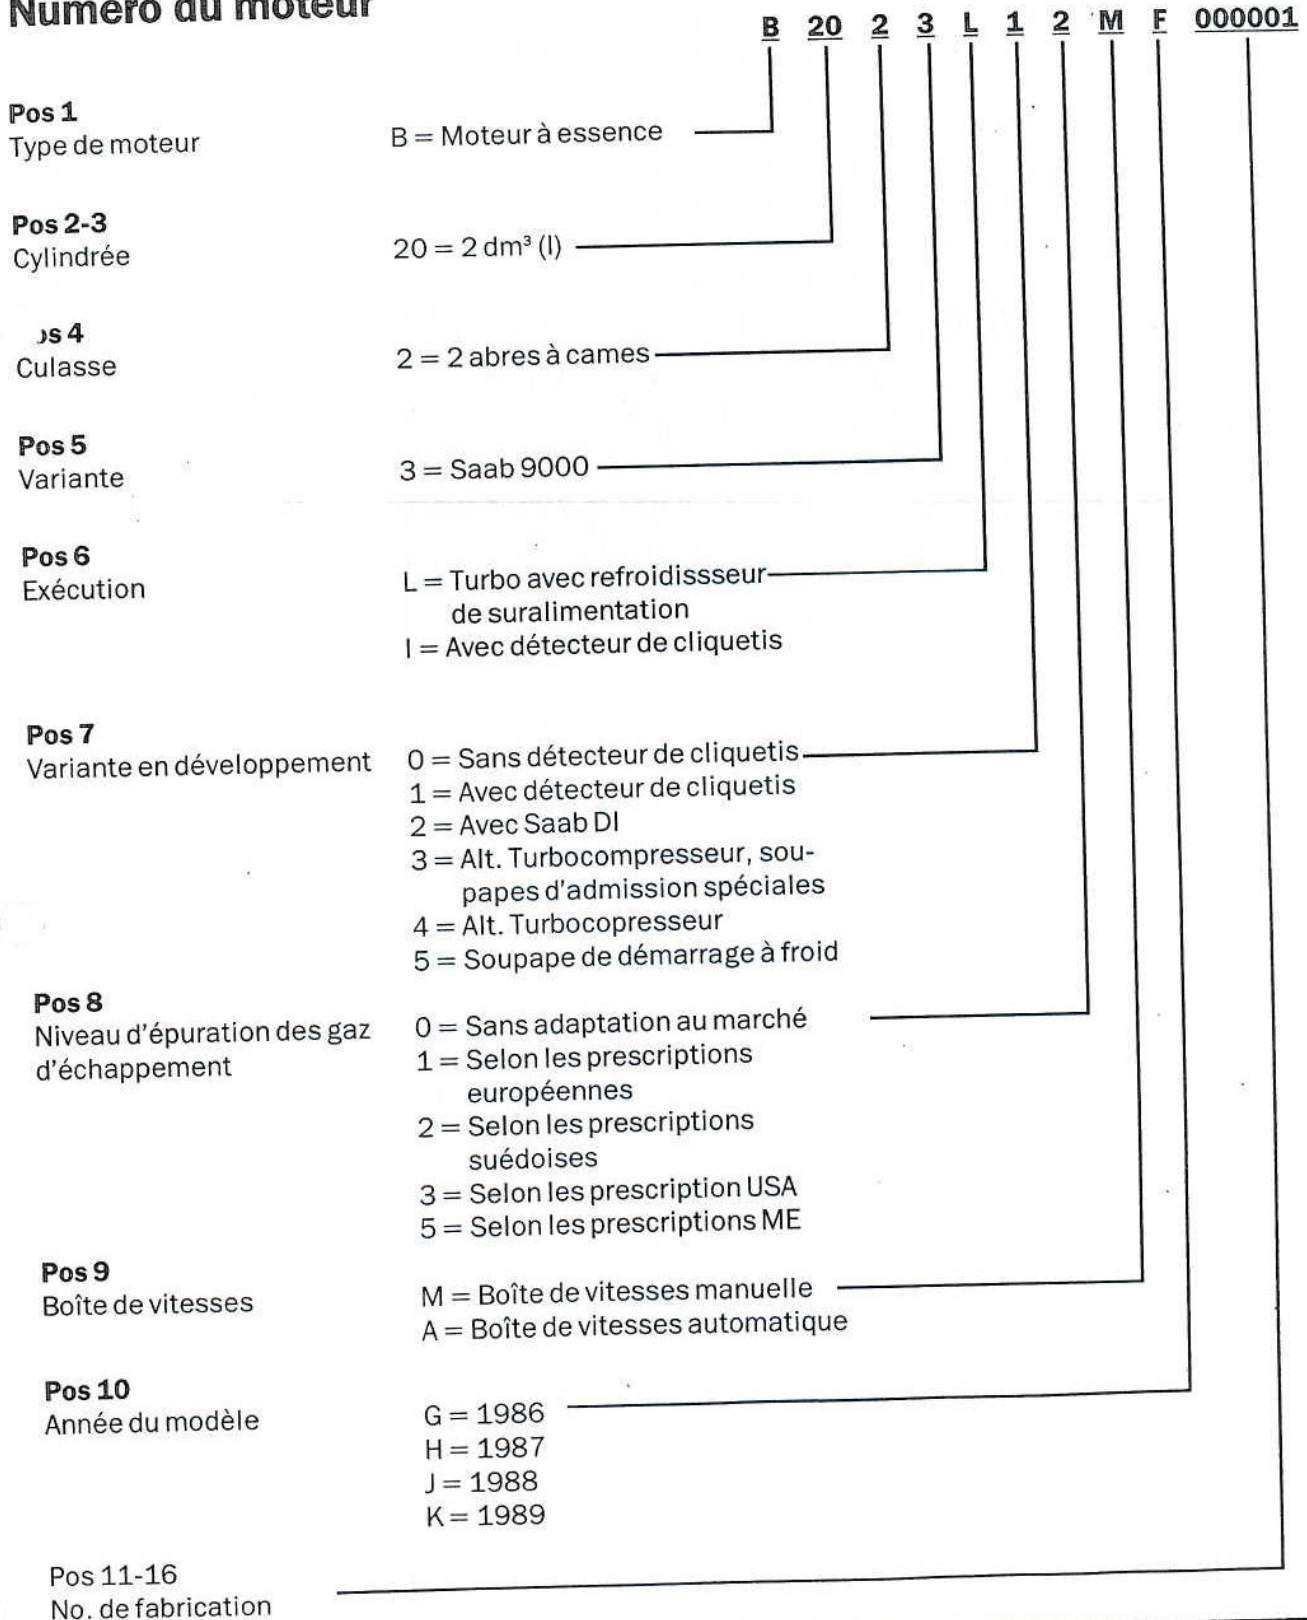 Numéro du moteur
B 20 2 3 L 1 2 M F 000001
Pos 1
Type de moteur
B = Moteur à essence
Pos 2-3
Cylindrée
20 = 2 dm³ (l)
os 4
Culasse
2 = 2 abres à cames
Pos 5
Variante
3 = Saab 9000
Pos 6
Exécution
L = Turbo avec refroidissseur
de suralimentation
I = Avec détecteur de cliquetis
Pos 7
Variante en développement
0 = Sans détecteur de cliquetis
1 = Avec détecteur de cliquetis
2 = Avec Saab DI
3 = Alt. Turbocompresseur, sou-
papes d'admission spéciales
4 = Alt. Turbocopresseur
5 = Soupape de démarrage à froid
Pos 8
Niveau d'épuration des gaz
d'échappement
0 = Sans adaptation au marché
1 = Selon les prescriptions
européennes
2 = Selon les prescriptions
suédoises
3 = Selon les prescription USA
5 = Selon les prescriptions ME
Pos 9
Boîte de vitesses
M = Boîte de vitesses manuelle
A = Boîte de vitesses automatique
Pos 10
Année du modèle
G = 1986
H = 1987
J = 1988
K = 1989
Pos 11-16
No. de fabrication